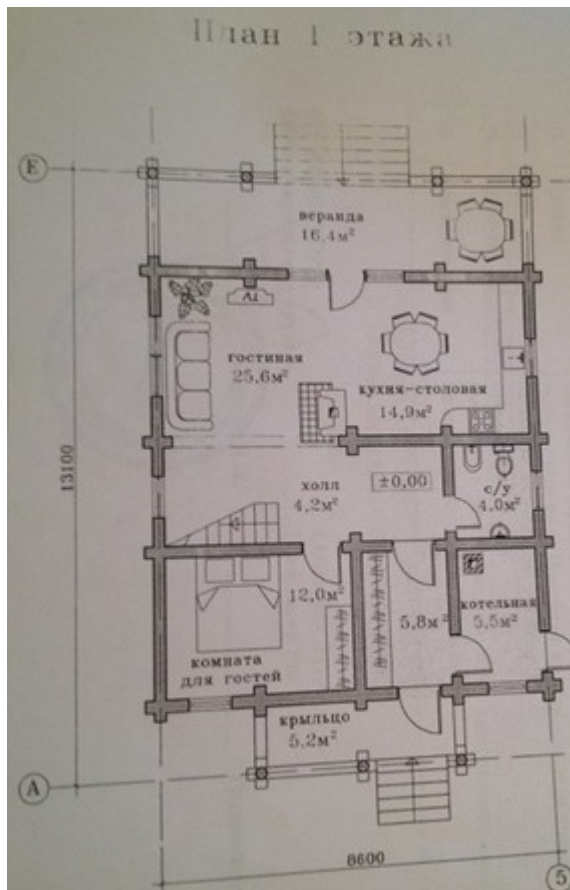 План 1 этажа
Е
веранда
16,4м²
гостиная
25,6м²
кухня-столовая
14,9м²
13100
холл
4,2м²
±0,00
с/у
4,0м²
12,0м²
5,8м²
котельная
5,5м²
комната
для гостей
крыльцо
5,2м²
А
8600
5